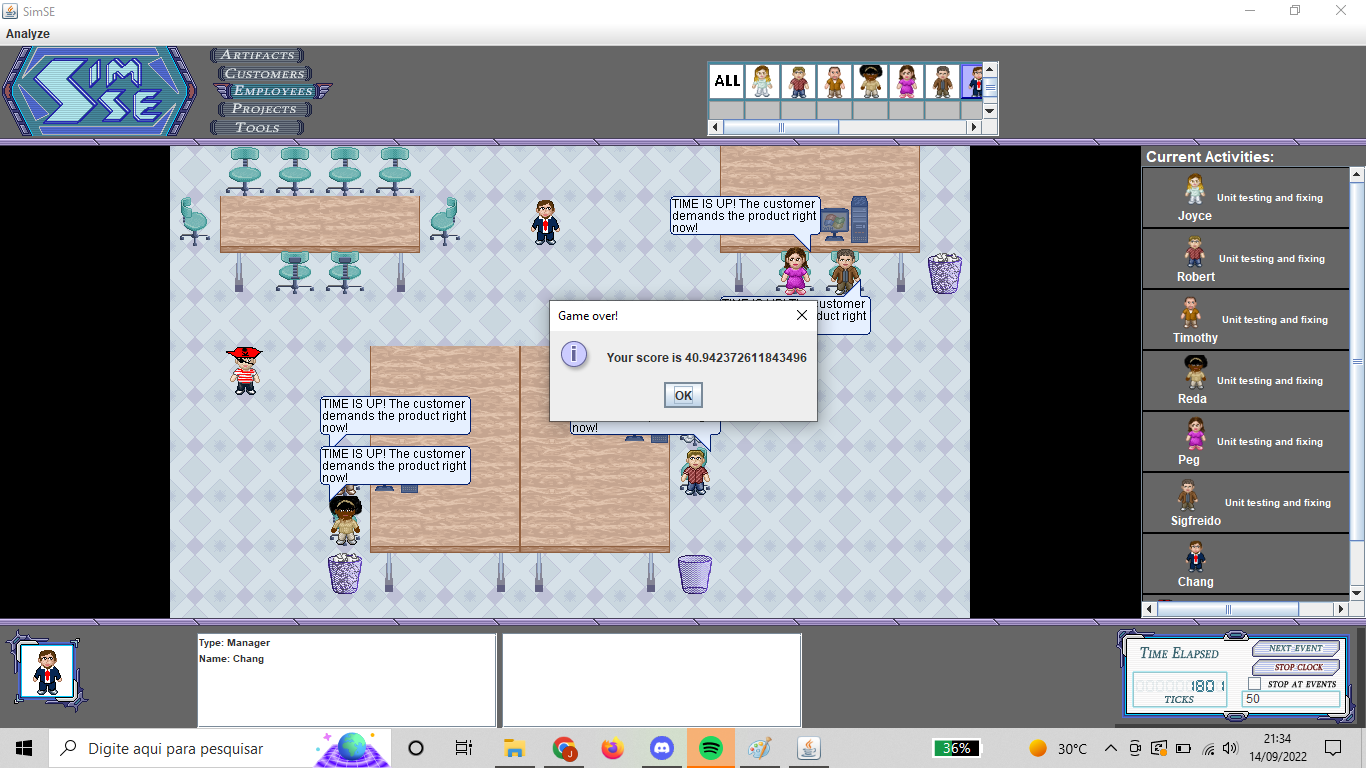 SimSE
Analyze
SIM
SE
ARTIFACTS
CUSTOMERS
EMPLOYEES
PROJECTS
TOOLS
ALL
Current Activities:
Joyce
Unit testing and fixing
Robert
Unit testing and fixing
Timothy
Unit testing and fixing
Reda
Unit testing and fixing
Peg
Unit testing and fixing
Sigfreido
Unit testing and fixing
Chang
TIME IS UP! The customer
demands the product right
now!
TIME IS UP! The customer
duct right
Game over!
Your score is 40.942372611843496
OK
TIME IS UP! The customer
demands the product right
now!
now!
TIME IS UP! The customer
demands the product right
now!
Type: Manager
Name: Chang
TIME ELAPSED
1801
TICKS
NEXT EVENT
STOP CLOCK
STOP AT EVENTS
50
Digite aqui para pesquisar
36%
30°C
21:34
14/09/2022